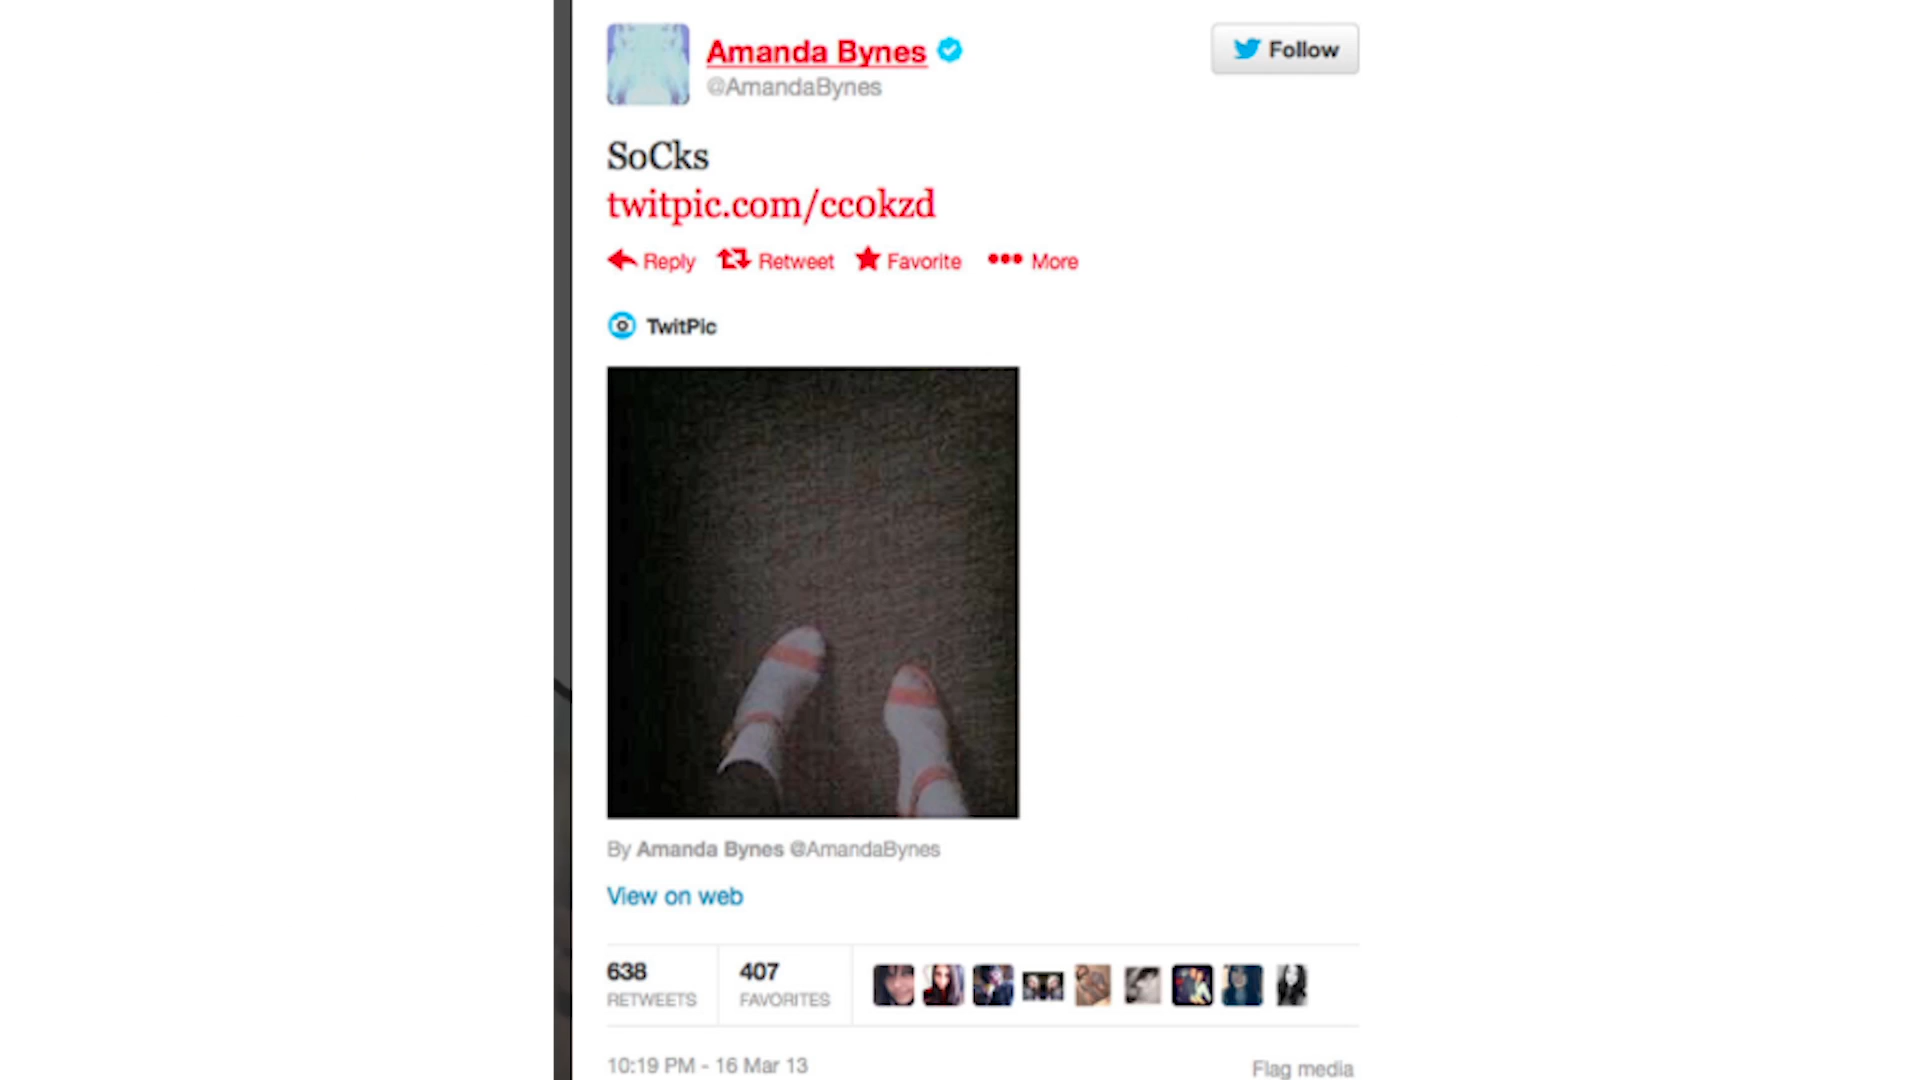 Amanda Bynes
@AmandaBynes
Follow
SoCks
twitpic.com/cc0kzd
Reply Retweet Favorite More
TwitPic
By Amanda Bynes @AmandaBynes
View on web
638 407
RETWEETS FAVORITES
10:19 PM - 16 Mar 13
Flag media